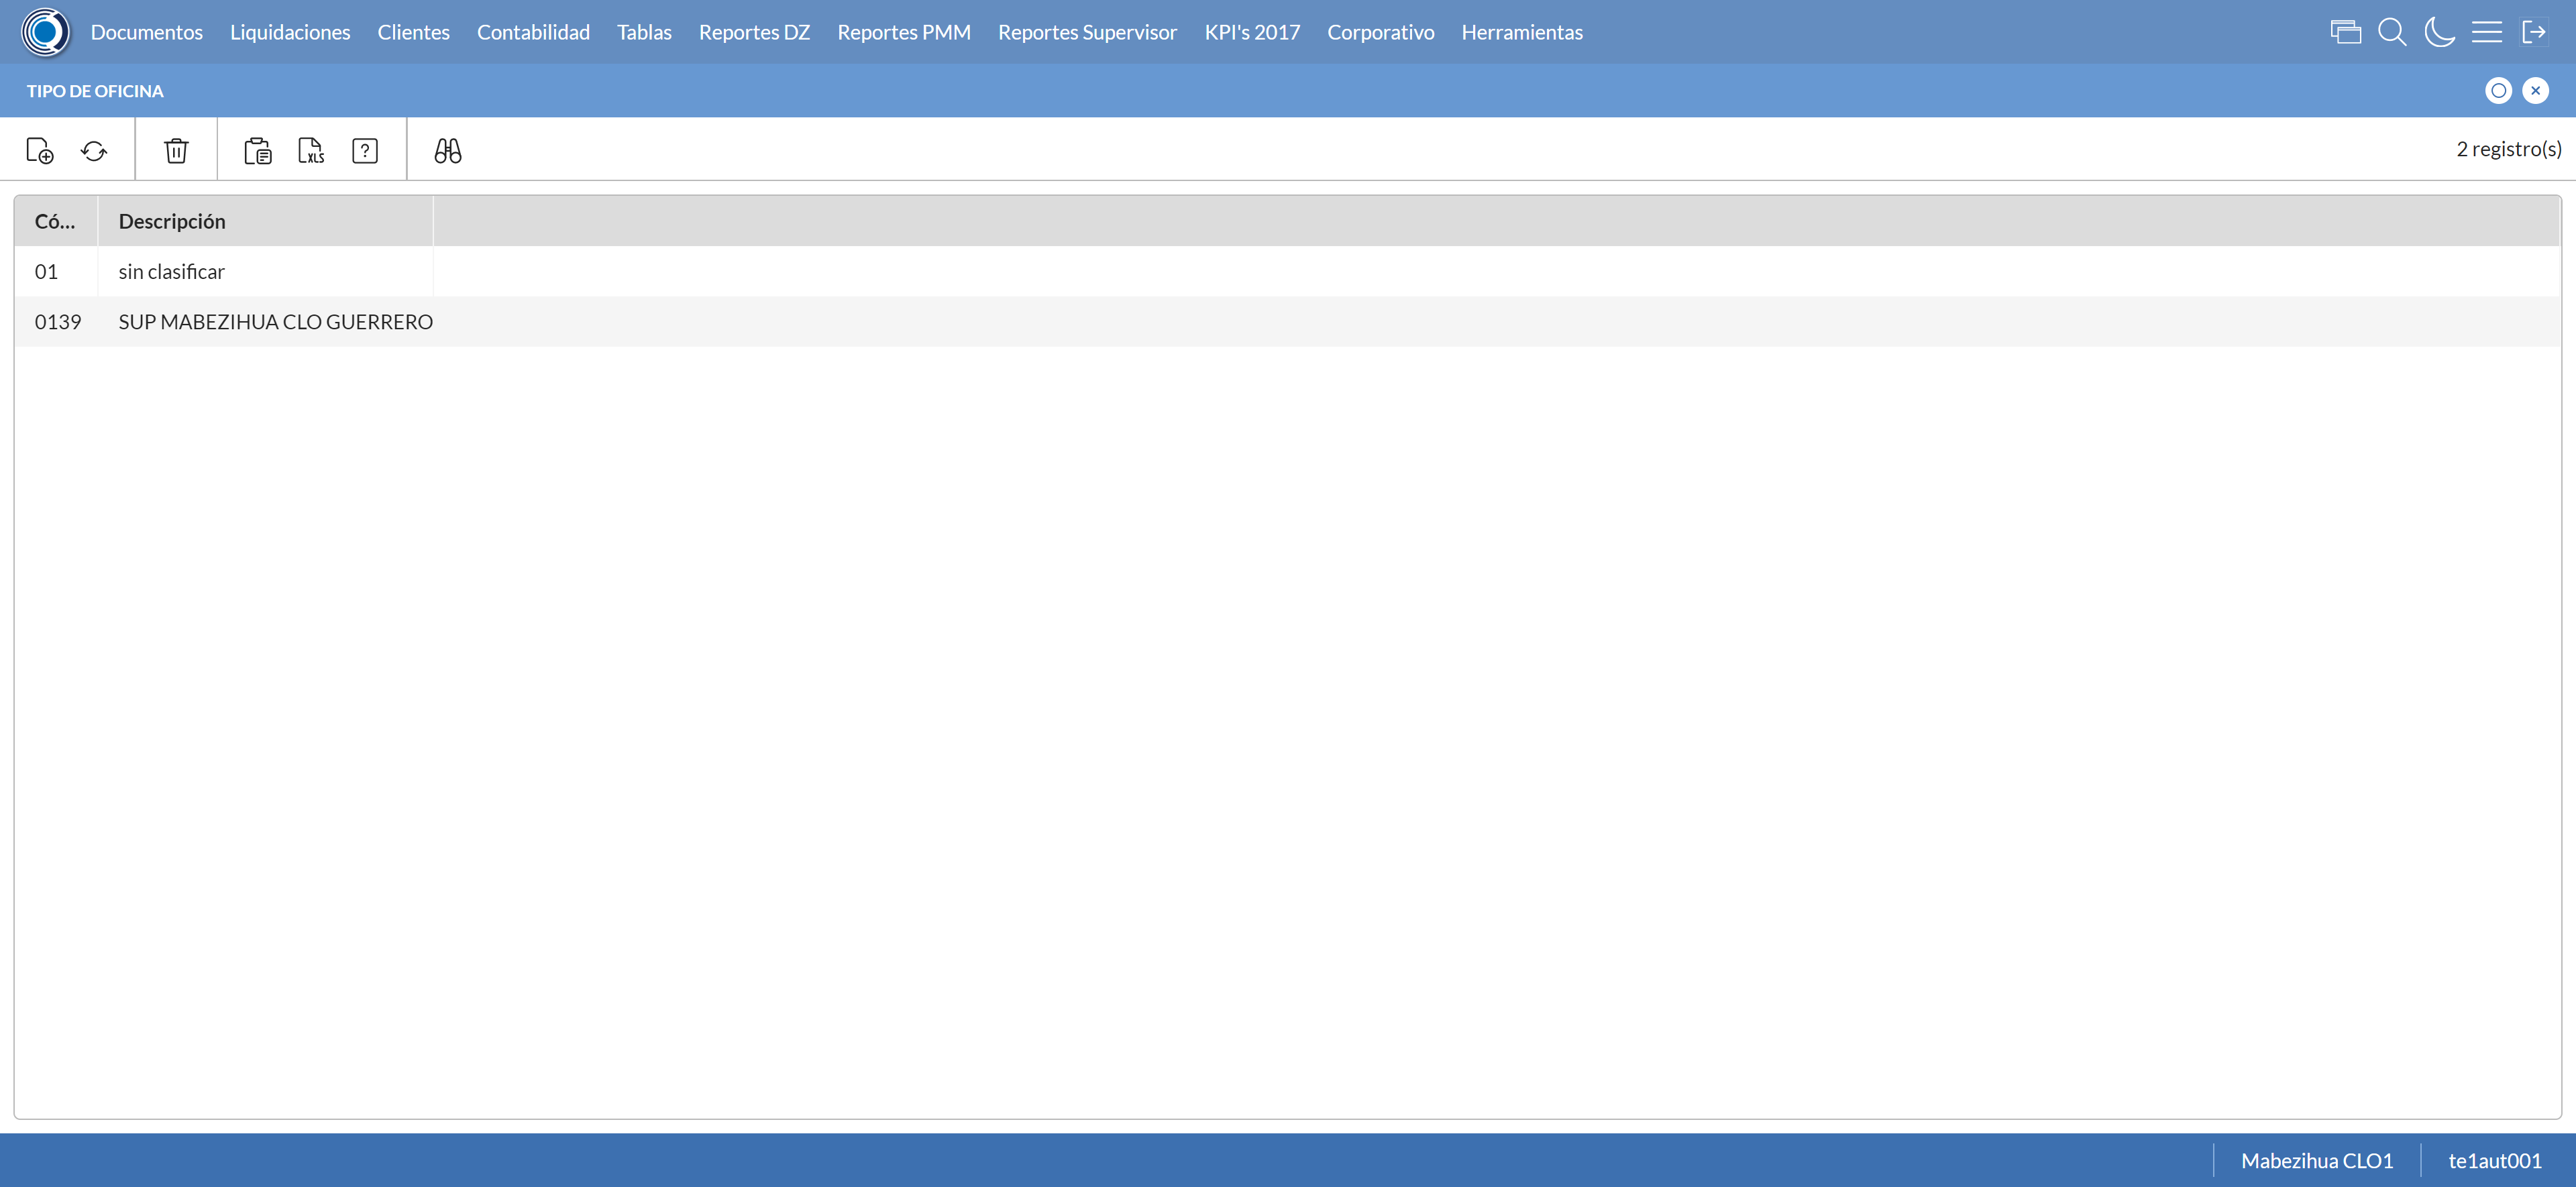 Documentos Liquidaciones Clientes Contabilidad Tablas Reportes DZ Reportes PMM Reportes Supervisor KPI's 2017 Corporativo Herramientas
TIPO DE OFICINA
XLS ? 2 registro(s)
Có... Descripción
01 sin clasificar
0139 SUP MABEZIHUA CLO GUERRERO
Mabezihua CLO1 te1aut001